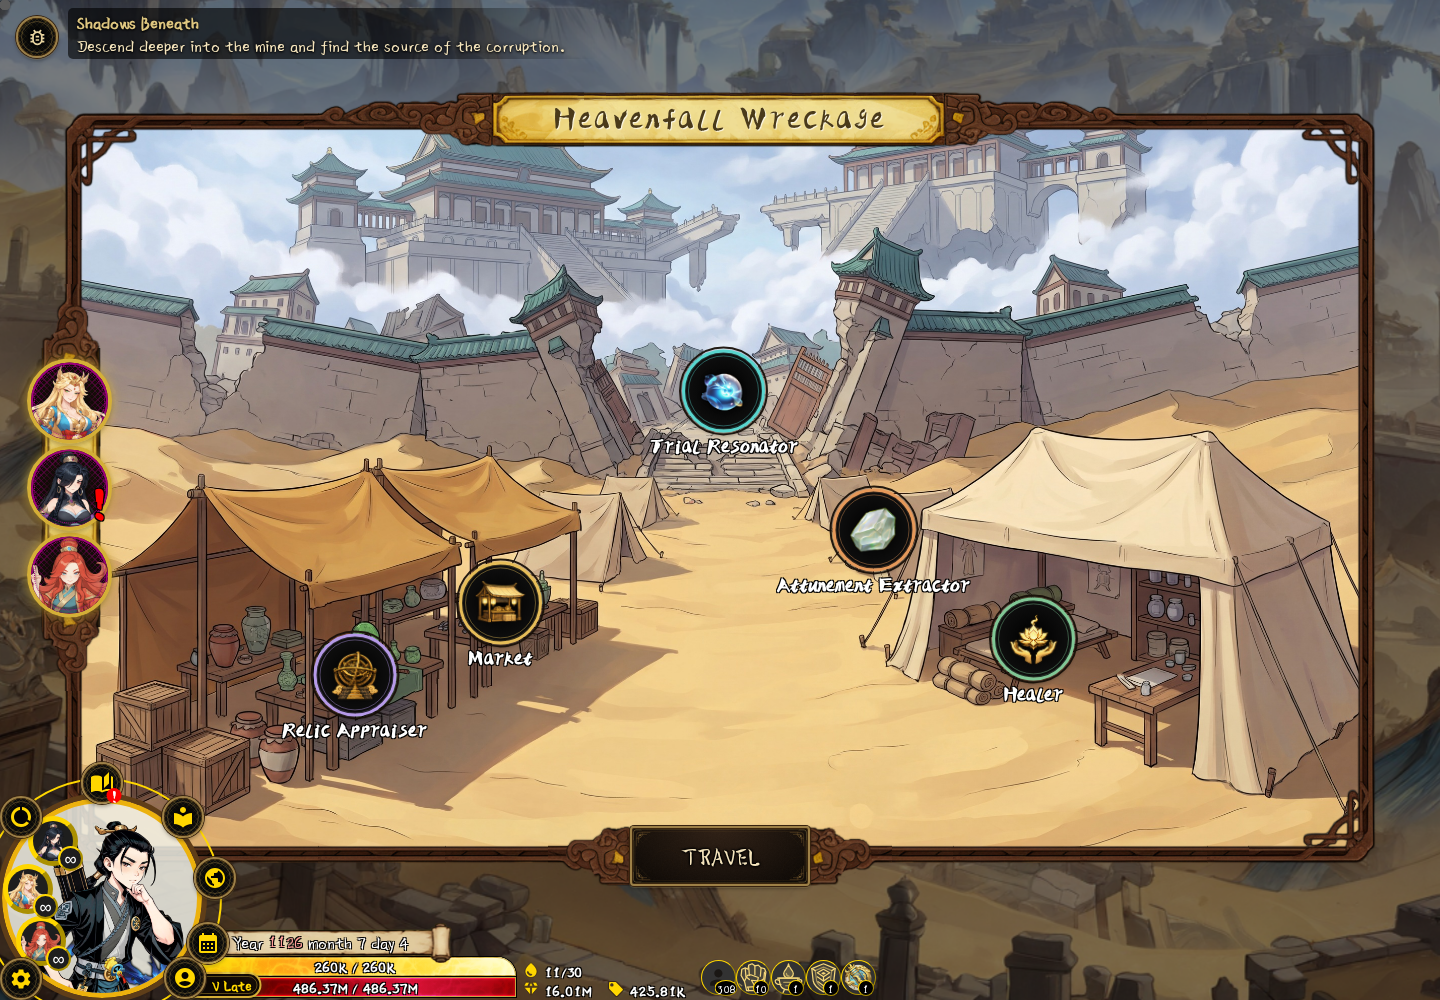 Shadows Beneath
Descend deeper into the mine and find the source of the corruption.
Heavenfall Wreckage
Trial Resonator
Attunement Extractor
Market
Healer
Relic Appraiser
TRAVEL
Year 1126 month 7 day 4
260K / 260K
11/30
486.37M / 486.37M
16.01M
425.81K
V Late
108
10
1
1
1
∞
∞
∞